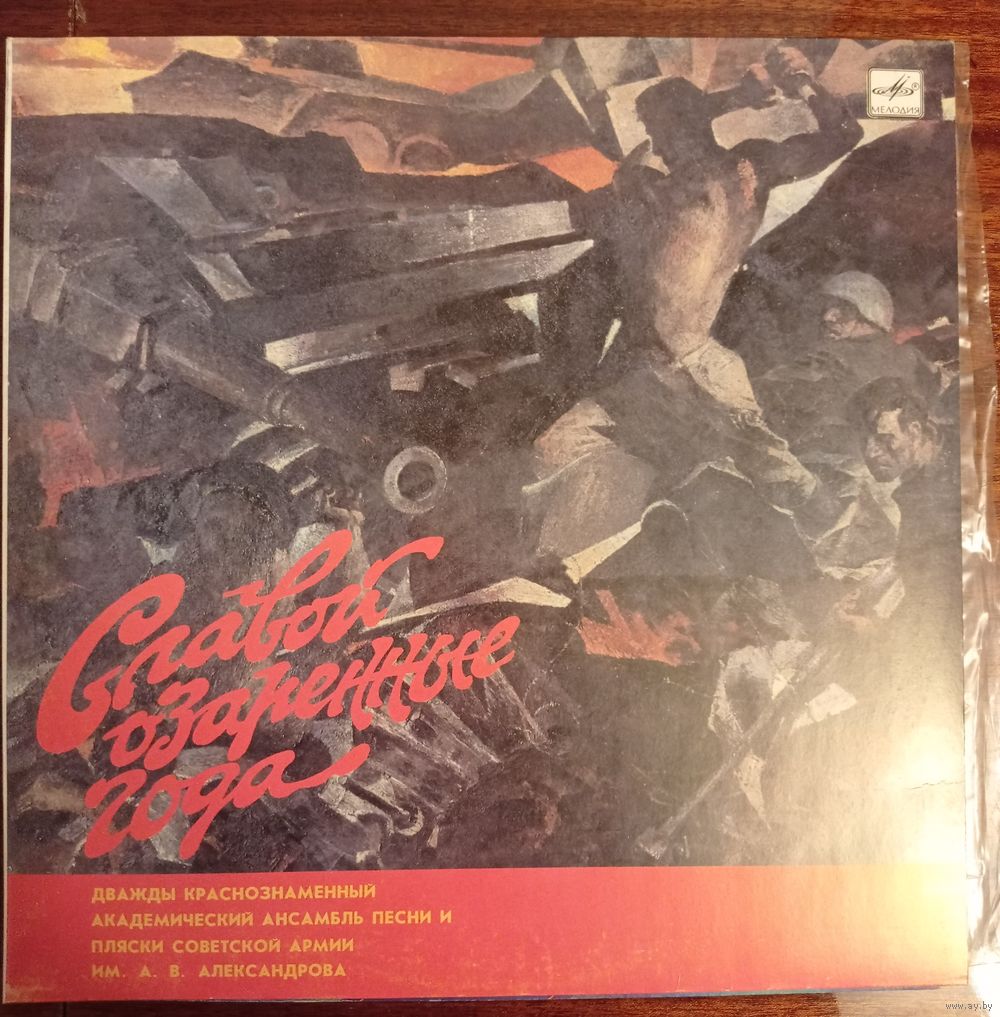 МЕЛОДИЯ
Славой
озаренные
года
ДВАЖДЫ КРАСНОЗНАМЕННЫЙ
АКАДЕМИЧЕСКИЙ АНСАМБЛЬ ПЕСНИ И
ПЛЯСКИ СОВЕТСКОЙ АРМИИ
ИМ. А. В. АЛЕКСАНДРОВА
www.ay.by